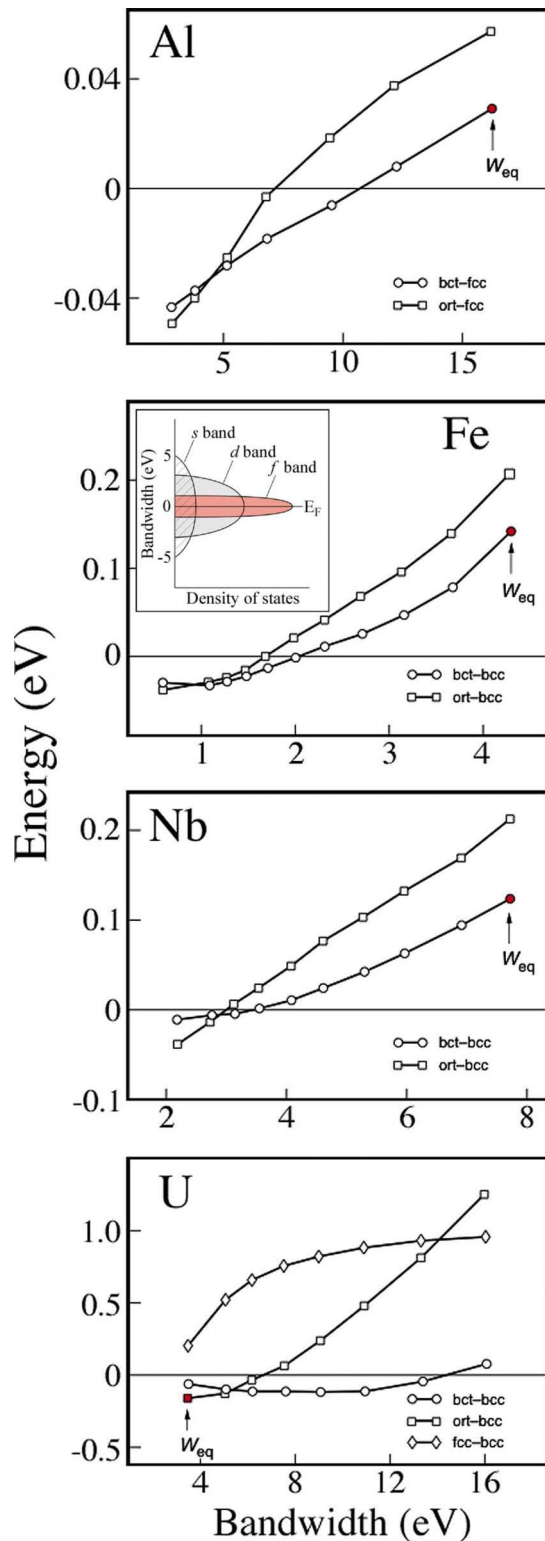 Al
0.04
0
-0.04
W_eq
bct–fcc
ort–fcc
5 10 15
Fe
s band
d band
f band
5
0
-5
E_F
Bandwidth (eV)
Density of states
0.2
0.1
0
W_eq
bct–bcc
ort–bcc
1 2 3 4
Energy (eV)
Nb
0.2
0.1
0
-0.1
W_eq
bct–bcc
ort–bcc
2 4 6 8
U
1.0
0.5
0
-0.5
W_eq
bct–bcc
ort–bcc
fcc–bcc
4 8 12 16
Bandwidth (eV)